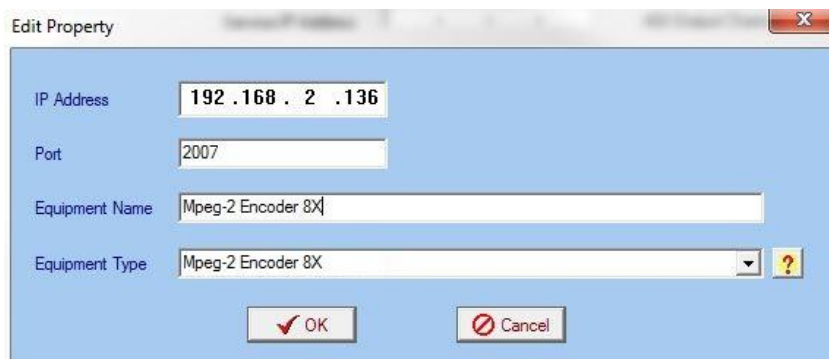 Edit Property
IP Address 192 .168 . 2 .136
Port 2007
Equipment Name Mpeg-2 Encoder 8X
Equipment Type Mpeg-2 Encoder 8X ?
OK Cancel